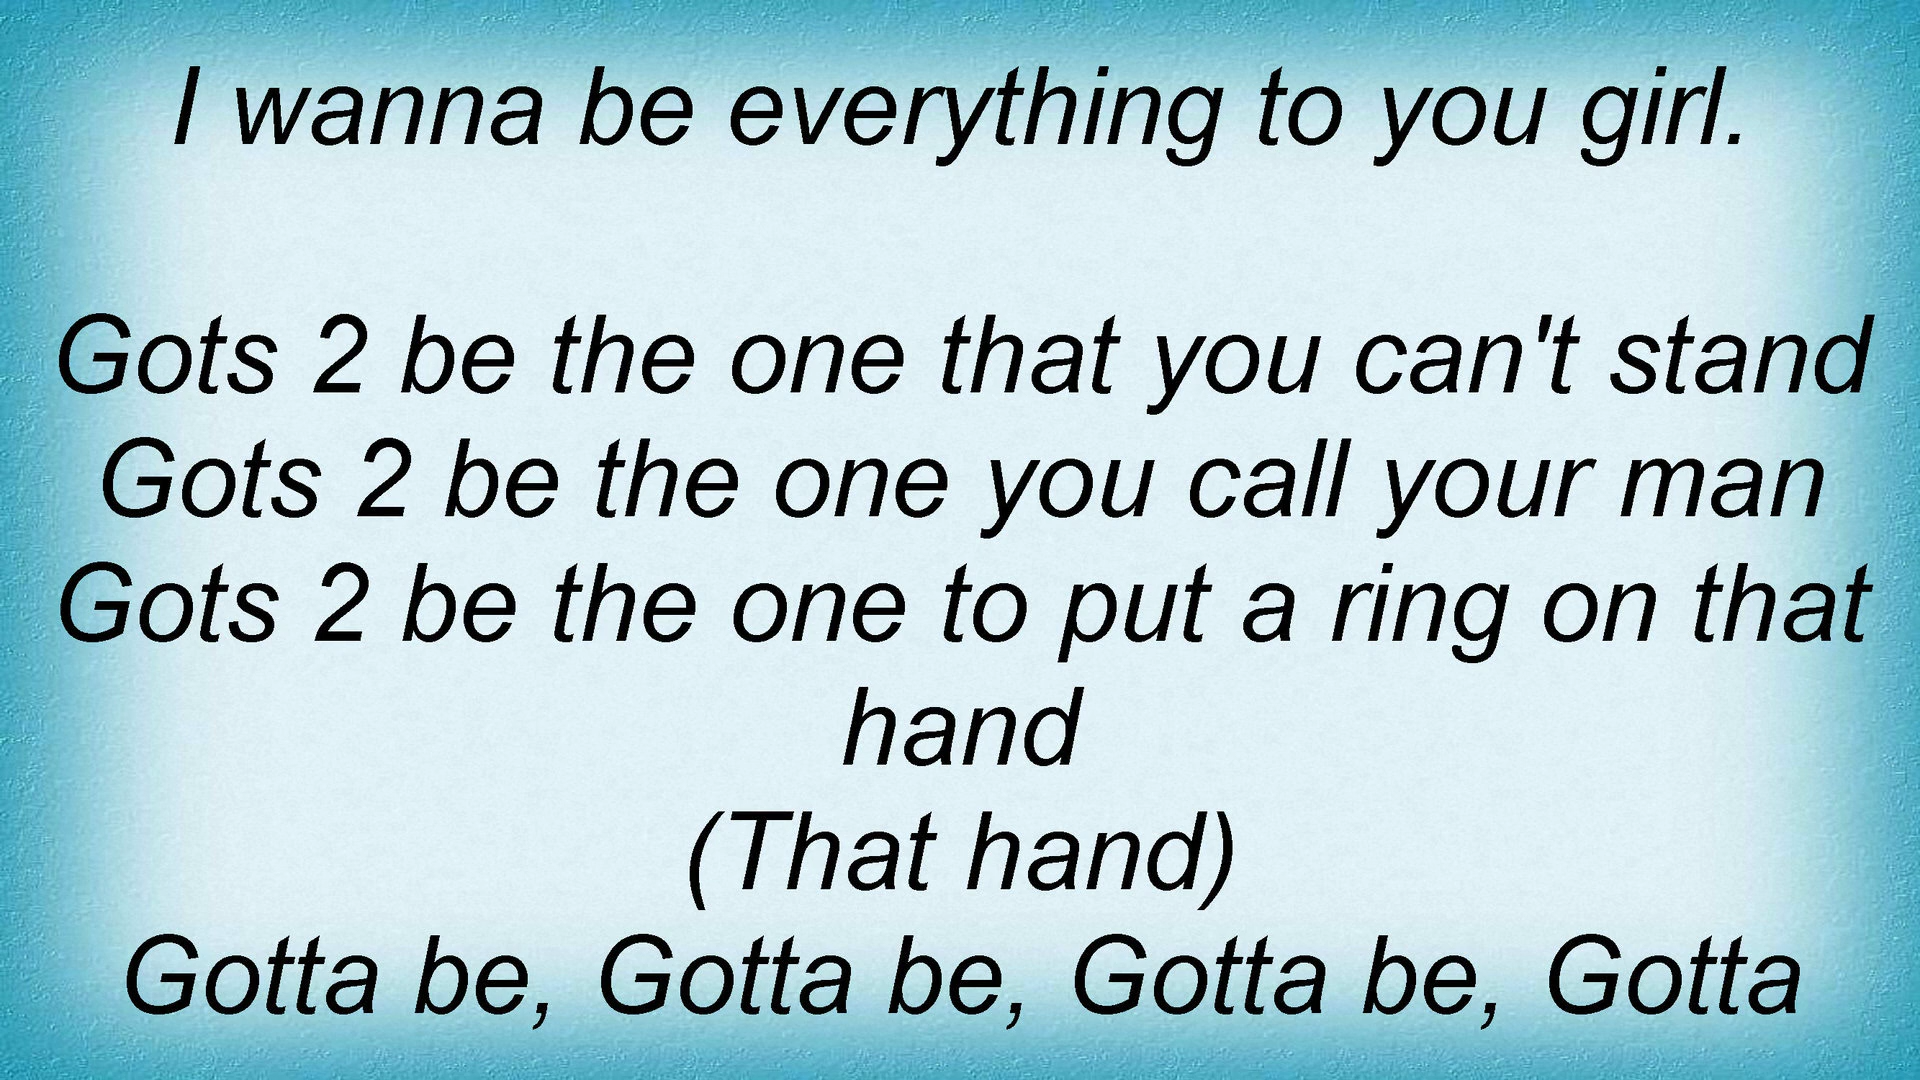 I wanna be everything to you girl.
Gots 2 be the one that you can't stand
Gots 2 be the one you call your man
Gots 2 be the one to put a ring on that
hand
(That hand)
Gotta be, Gotta be, Gotta be, Gotta